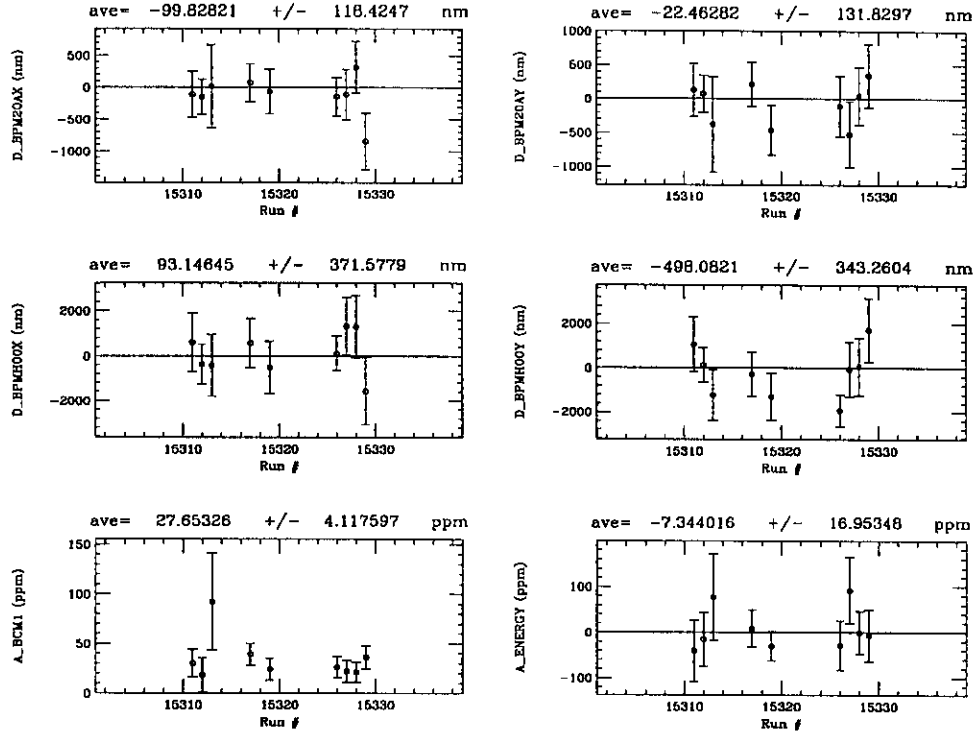 ave= -99.82821 +/- 118.4247 nm
D_BPM20AX (nm)
500
0
-500
-1000
15310 15320 15330
Run #
ave= -22.46282 +/- 131.8297 nm
D_BPM20AY (nm)
1000
500
0
-500
-1000
15310 15320 15330
Run #
ave= 93.14645 +/- 371.5779 nm
D_BPMH00X (nm)
2000
0
-2000
15310 15320 15330
Run #
ave= -498.0821 +/- 343.2604 nm
D_BPMH00Y (nm)
2000
0
-2000
15310 15320 15330
Run #
ave= 27.65326 +/- 4.117597 ppm
A_BCM1 (ppm)
150
100
50
0
15310 15320 15330
Run #
ave= -7.344016 +/- 16.95348 ppm
A_ENERGY (ppm)
100
0
-100
15310 15320 15330
Run #